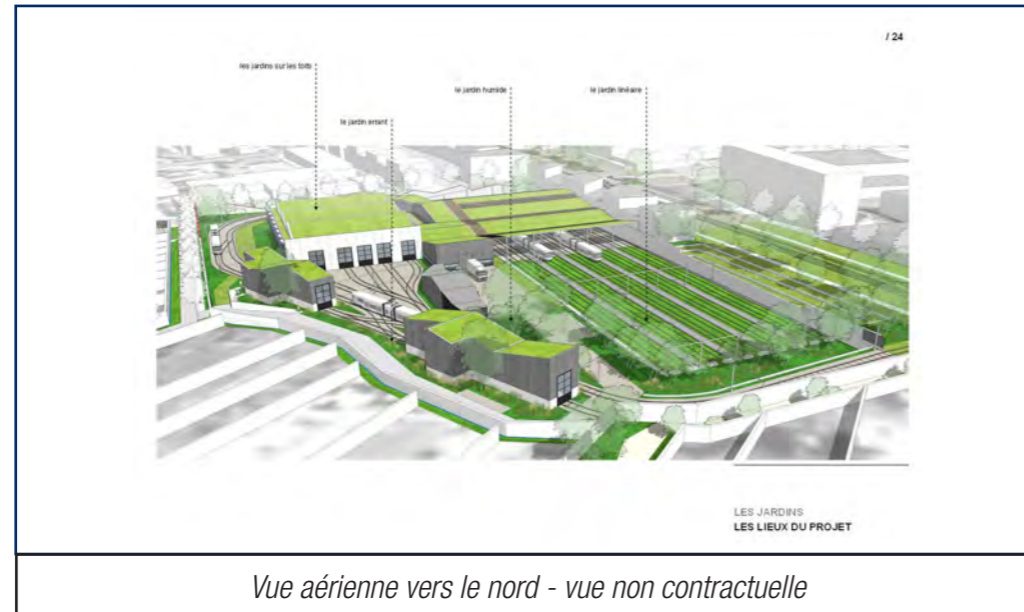 / 24
les jardins sur les toits
le jardin humide
le jardin linéaire
le jardin errant
LES JARDINS
LES LIEUX DU PROJET
Vue aérienne vers le nord - vue non contractuelle